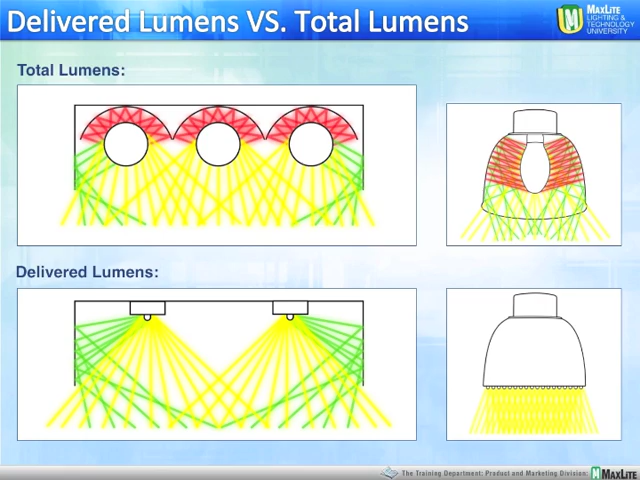 Delivered Lumens VS. Total Lumens
MAXLITE
LIGHTING &
TECHNOLOGY
UNIVERSITY
Total Lumens:
Delivered Lumens:
The Training Department: Product and Marketing Division: MAXLITE